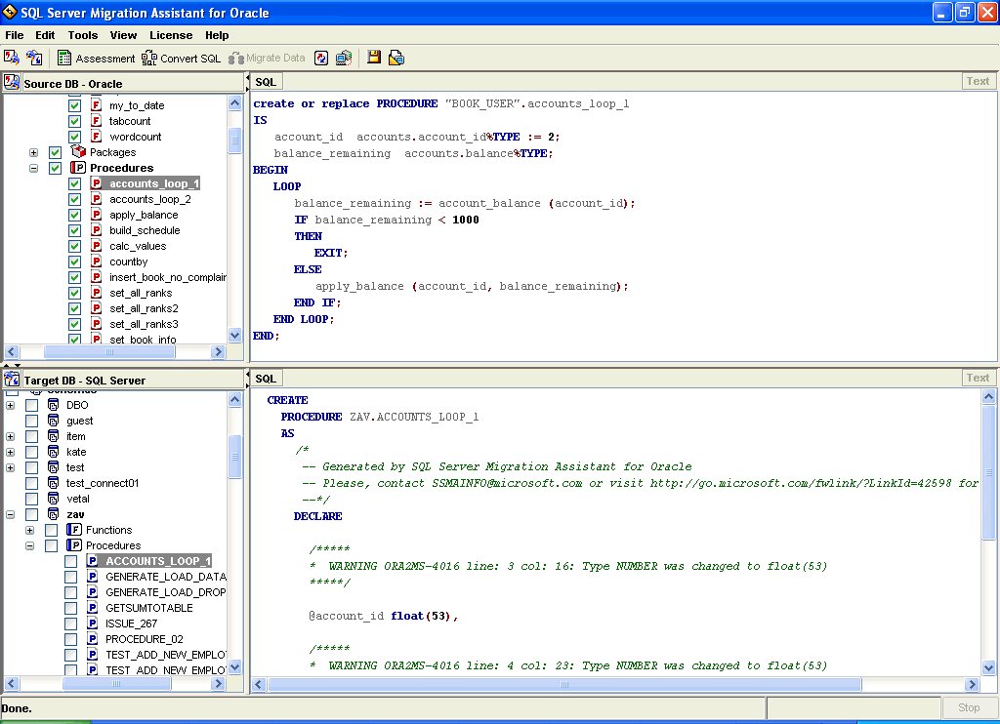 SQL Server Migration Assistant for Oracle
File Edit Tools View License Help
Assessment Convert SQL Migrate Data
Source DB - Oracle
my_to_date
tabcount
wordcount
Packages
Procedures
accounts_loop_1
accounts_loop_2
apply_balance
build_schedule
calc_values
countby
insert_book_no_complair
set_all_ranks
set_all_ranks2
set_all_ranks3
set_book_info
SQL Text
create or replace PROCEDURE "BOOK_USER".accounts_loop_1
IS
account_id accounts.account_id%TYPE := 2;
balance_remaining accounts.balance%TYPE;
BEGIN
LOOP
balance_remaining := account_balance (account_id);
IF balance_remaining < 1000
THEN
EXIT;
ELSE
apply_balance (account_id, balance_remaining);
END IF;
END LOOP;
END;
Target DB - SQL Server
DBO
guest
item
kate
test
test_connect01
vetal
zav
Functions
Procedures
ACCOUNTS_LOOP_1
GENERATE_LOAD_DATA
GENERATE_LOAD_DROP
GETSUMTOTABLE
ISSUE_267
PROCEDURE_02
TEST_ADD_NEW_EMPLO
TEST_ADD_NEW_EMPLO
SQL Text
CREATE
PROCEDURE ZAV.ACCOUNTS_LOOP_1
AS
/*
-- Generated by SQL Server Migration Assistant for Oracle
-- Please, contact SSMAINFO@microsoft.com or visit http://go.microsoft.com/fwlink/?LinkId=42598 for
--*/
DECLARE
/*****
* WARNING ORA2MS-4016 line: 3 col: 16: Type NUMBER was changed to float(53)
*****/
@account_id float(53),
/*****
* WARNING ORA2MS-4016 line: 4 col: 23: Type NUMBER was changed to float(53)
Done. Stop